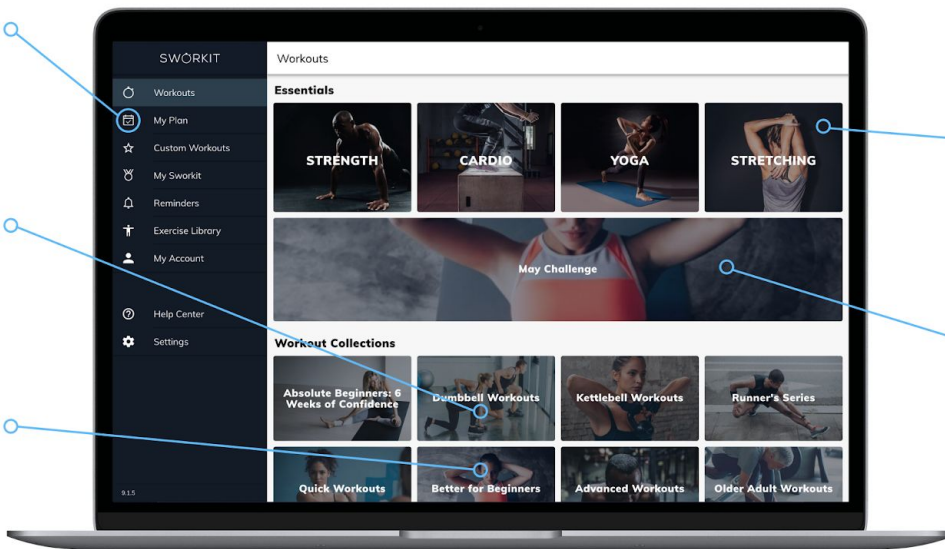 SWORKIT
Workouts
My Plan
Custom Workouts
My Sworkit
Reminders
Exercise Library
My Account
Help Center
Settings
9.1.5
Workouts
Essentials
STRENGTH
CARDIO
YOGA
STRETCHING
May Challenge
Workout Collections
Absolute Beginners: 6
Weeks of Confidence
Dumbbell Workouts
Kettlebell Workouts
Runner's Series
Quick Workouts
Better for Beginners
Advanced Workouts
Older Adult Workouts